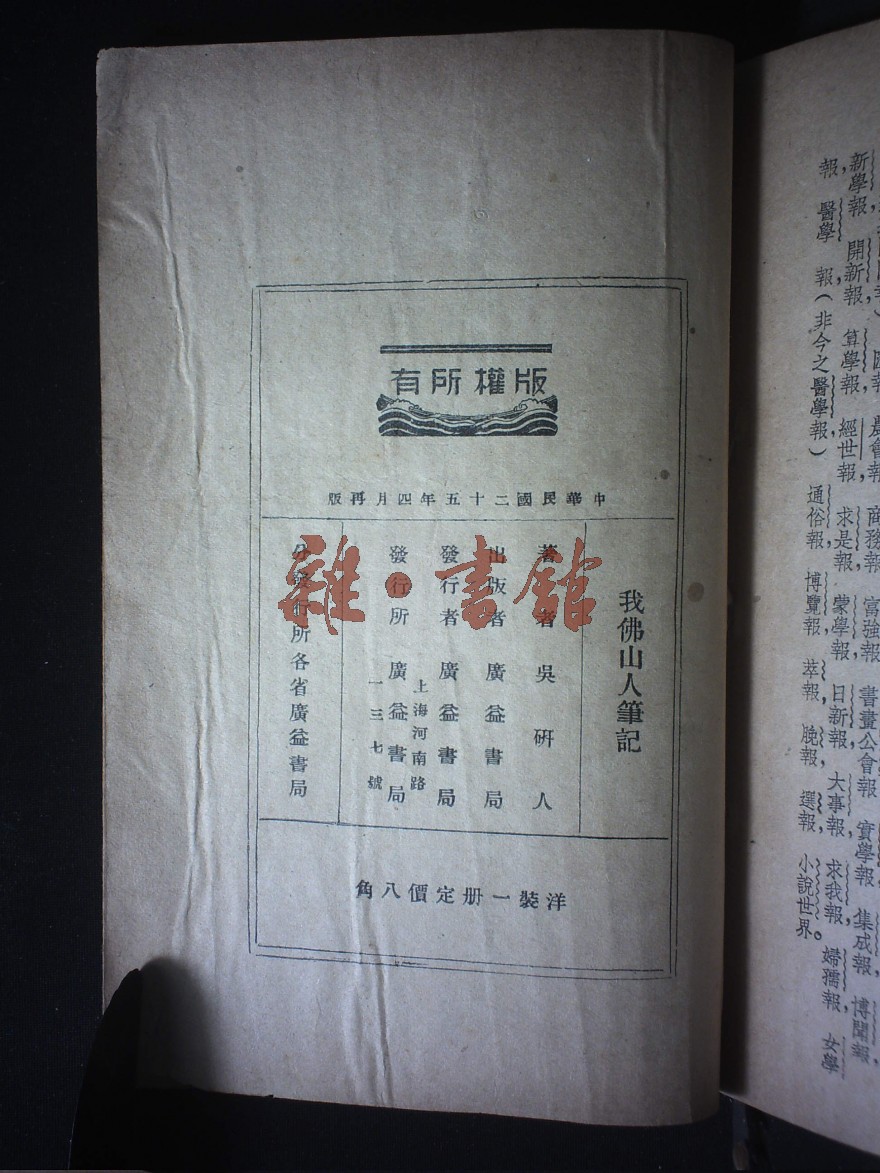 農會報 商務報 富強報 書畫公會報 實學報 集成報, 博聞報,
新學報, 開新報, 算學報, 經世報, 求是報, 蒙學報, 日新報, 大事報, 求我報, 婦孺報, 女學
報, 醫學 報(非今之醫學報) 通俗報, 博覽報, 萃報, 晚報, 選報, 小說世界。
版權所有
中華民國二十五年四月再版
我佛山人筆記
著者 吳硏人
出版者 廣益書局
發行者 廣益書局
上海河南路
發行所 廣益書局
一三七號
分發行所各省廣益書局
洋裝一册定價八角
雜·書館